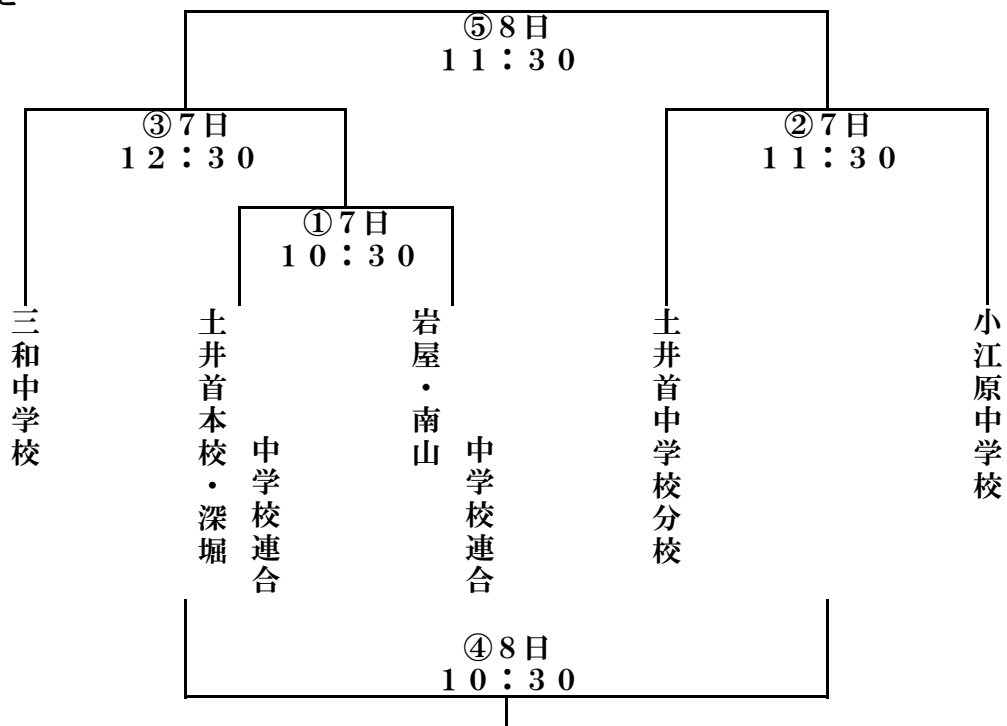 ⑤8日
11：30
③7日
12：30
②7日
11：30
①7日
10：30
三和中学校
土井首本校・深堀
中学校連合
岩屋・南山
中学校連合
土井首中学校分校
小江原中学校
④8日
10：30